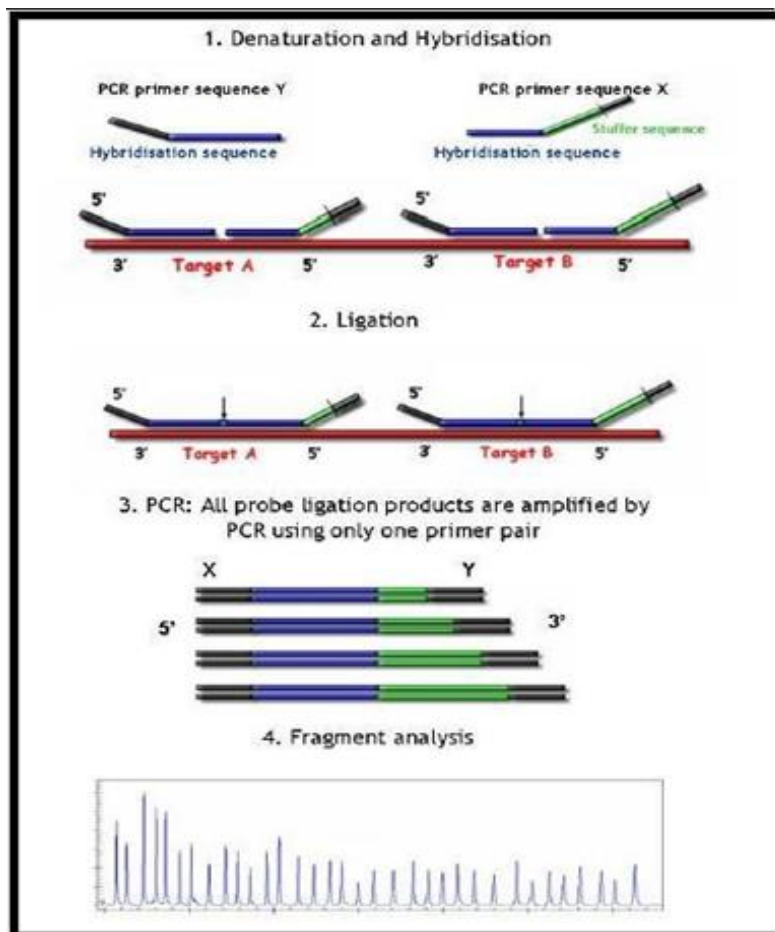 1. Denaturation and Hybridisation
PCR primer sequence Y
PCR primer sequence X
Stuffer sequence
Hybridisation sequence
Hybridisation sequence
5'
5'
3' Target A 5'
3' Target B 5'
2. Ligation
5'
5'
3' Target A 5'
3' Target B 5'
3. PCR: All probe ligation products are amplified by
PCR using only one primer pair
X Y
5' 3'
4. Fragment analysis